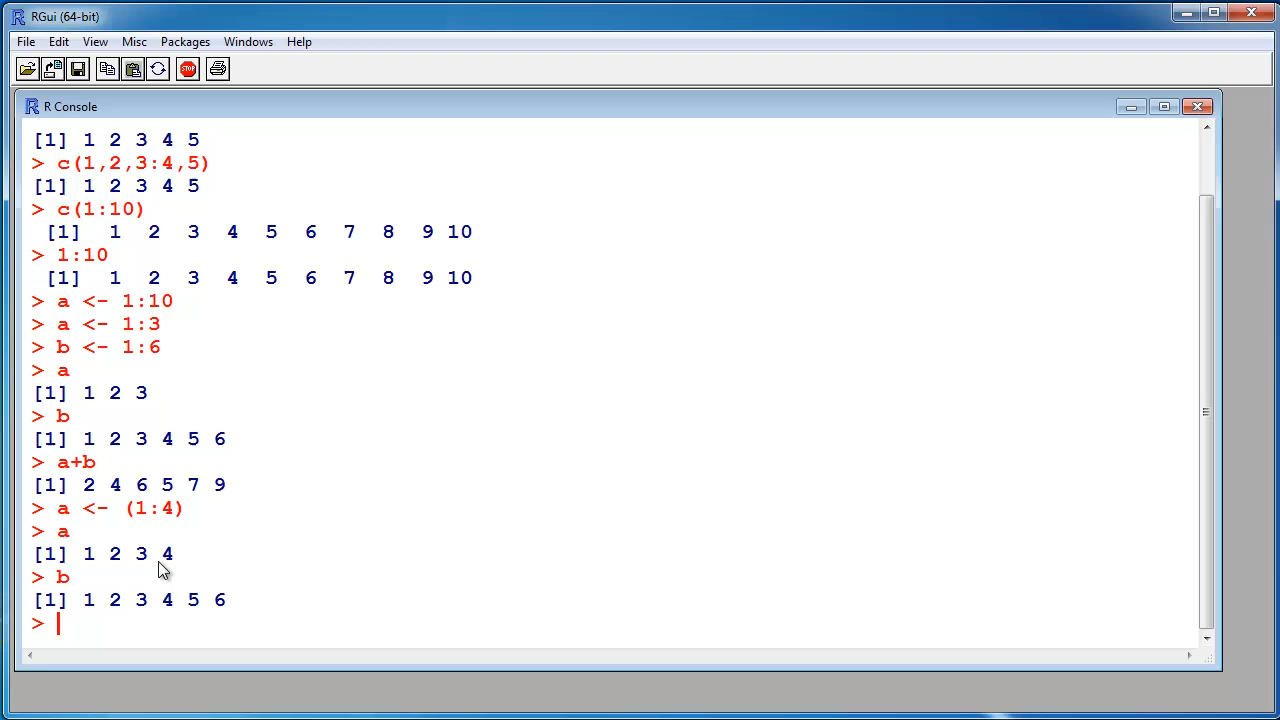 RGui (64-bit)
File Edit View Misc Packages Windows Help
STOP
R Console
[1] 1 2 3 4 5
> c(1,2,3:4,5)
[1] 1 2 3 4 5
> c(1:10)
[1] 1 2 3 4 5 6 7 8 9 10
> 1:10
[1] 1 2 3 4 5 6 7 8 9 10
> a <- 1:10
> a <- 1:3
> b <- 1:6
> a
[1] 1 2 3
> b
[1] 1 2 3 4 5 6
> a+b
[1] 2 4 6 5 7 9
> a <- (1:4)
> a
[1] 1 2 3 4
> b
[1] 1 2 3 4 5 6
>